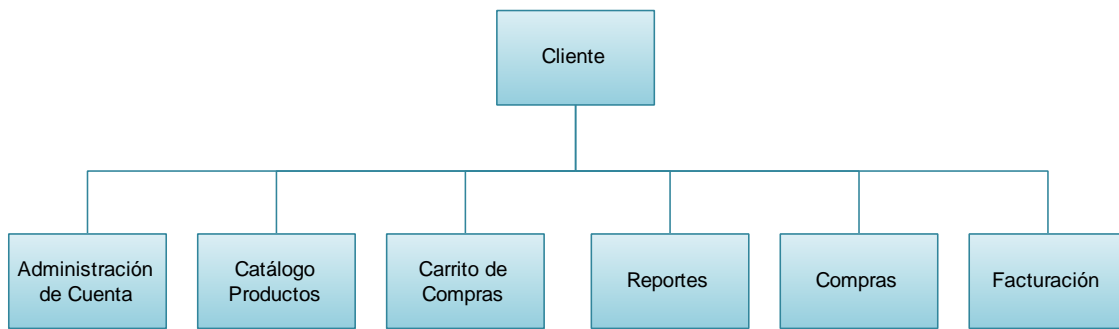 Cliente
Administración
de Cuenta
Catálogo
Productos
Carrito de
Compras
Reportes
Compras
Facturación